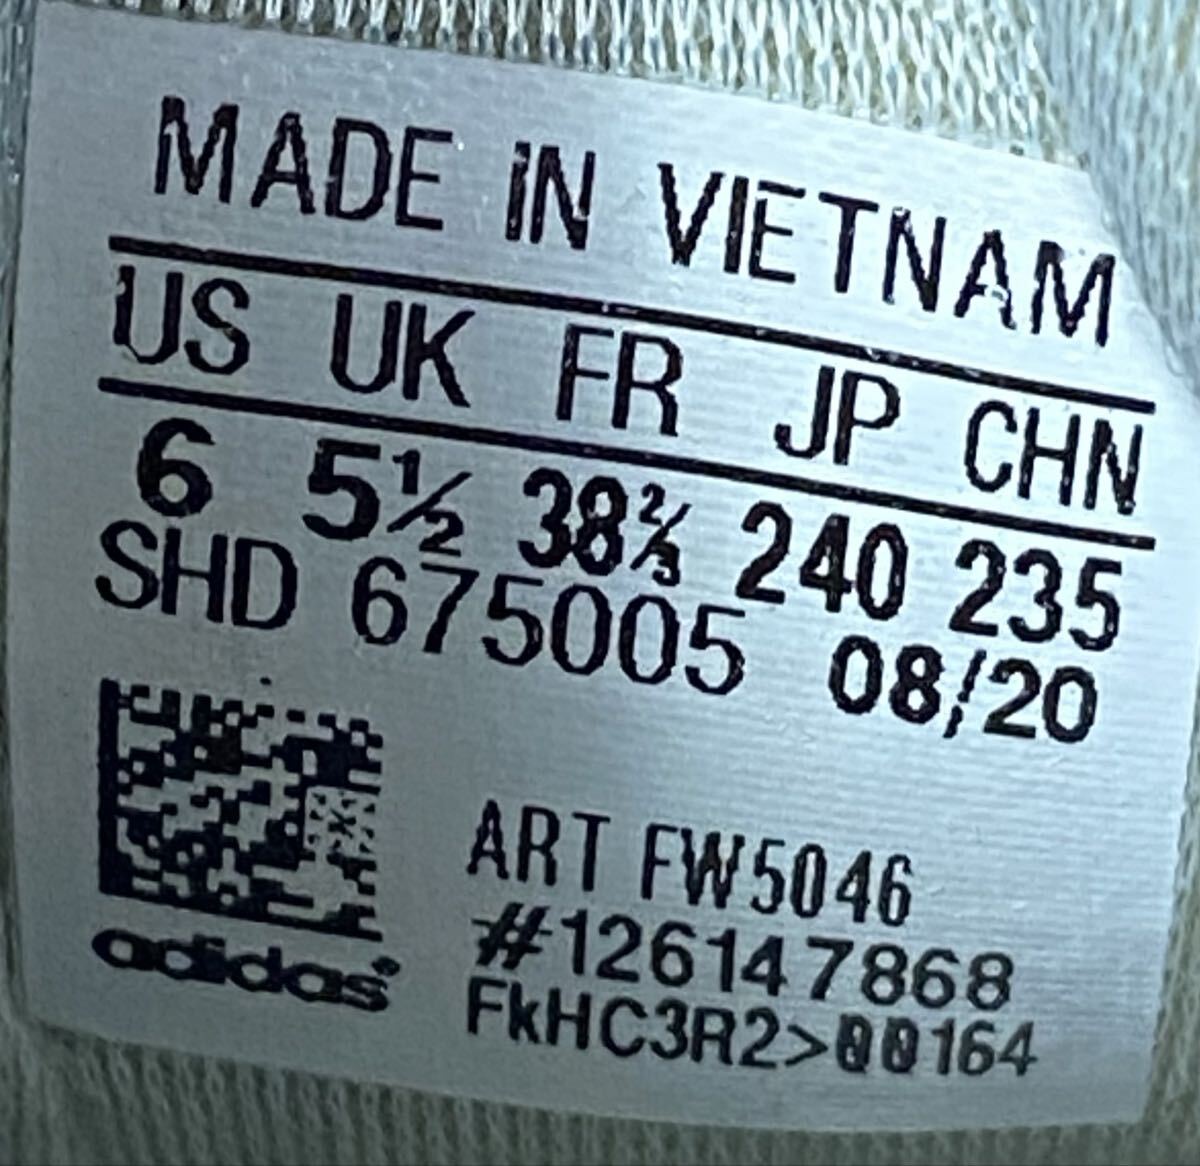 MADE IN VIETNAM
US UK FR JP CHN
6 5½ 38⅔ 240 235
SHD 675005 08/20
ART FW5046
#126147868
FkHC3R2>00164
adidas